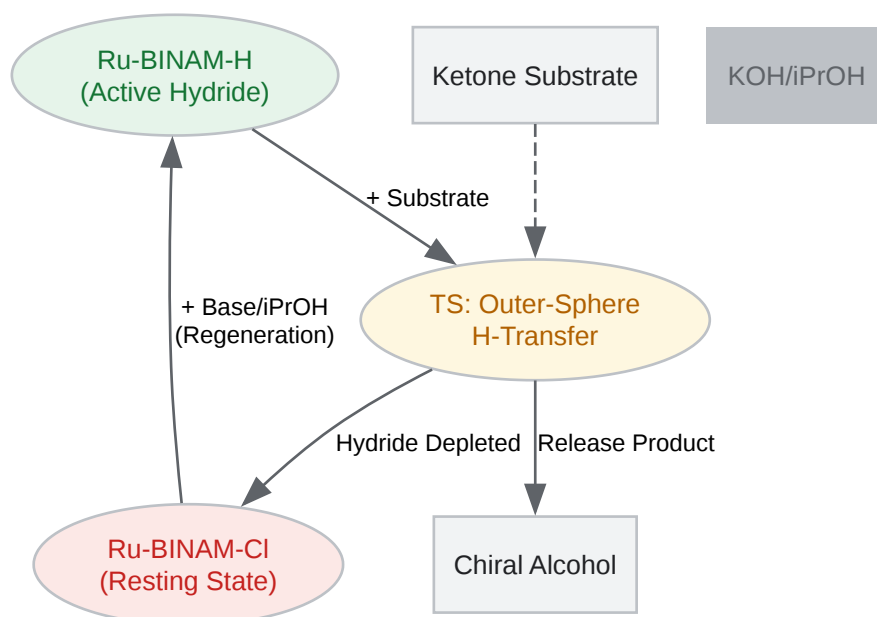 Ru-BINAM-H
(Active Hydride)
Ketone Substrate
KOH/iPrOH
+ Substrate
+ Base/iPrOH
(Regeneration)
TS: Outer-Sphere
H-Transfer
Hydride Depleted
Release Product
Ru-BINAM-Cl
(Resting State)
Chiral Alcohol